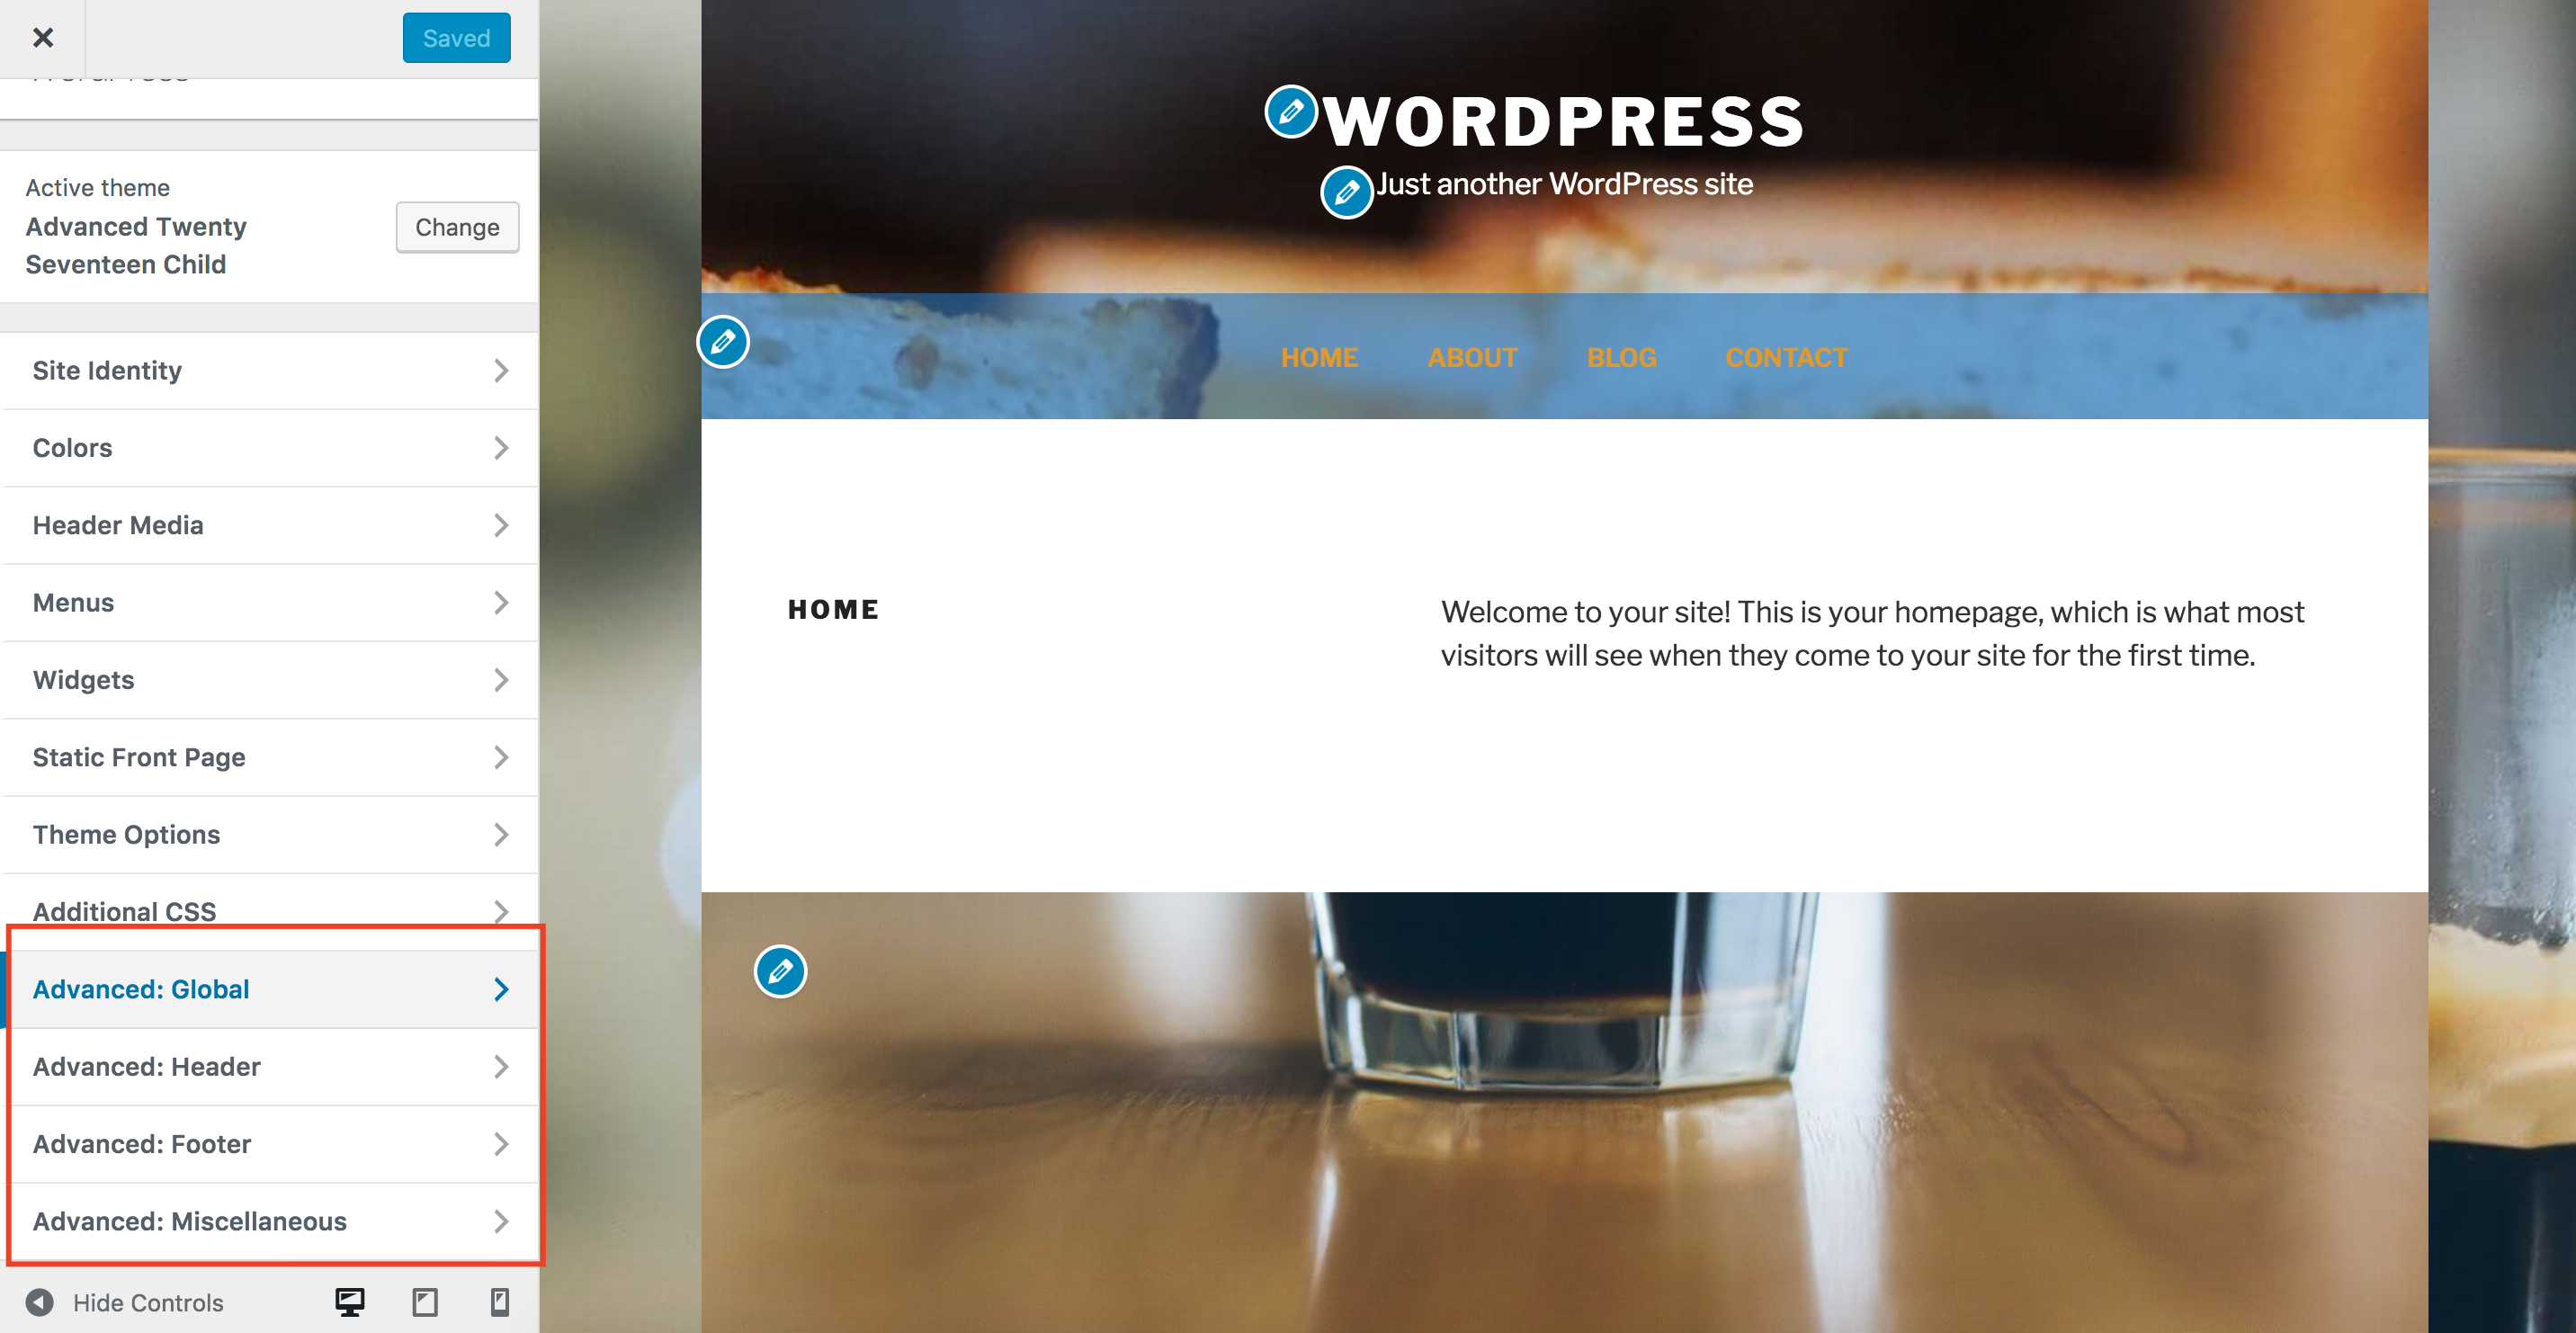 Saved
WordPress
Active theme
Advanced Twenty
Seventeen Child
Change
Site Identity
Colors
Header Media
Menus
Widgets
Static Front Page
Theme Options
Additional CSS
Advanced: Global
Advanced: Header
Advanced: Footer
Advanced: Miscellaneous
Hide Controls
WORDPRESS
Just another WordPress site
HOME ABOUT BLOG CONTACT
HOME
Welcome to your site! This is your homepage, which is what most
visitors will see when they come to your site for the first time.